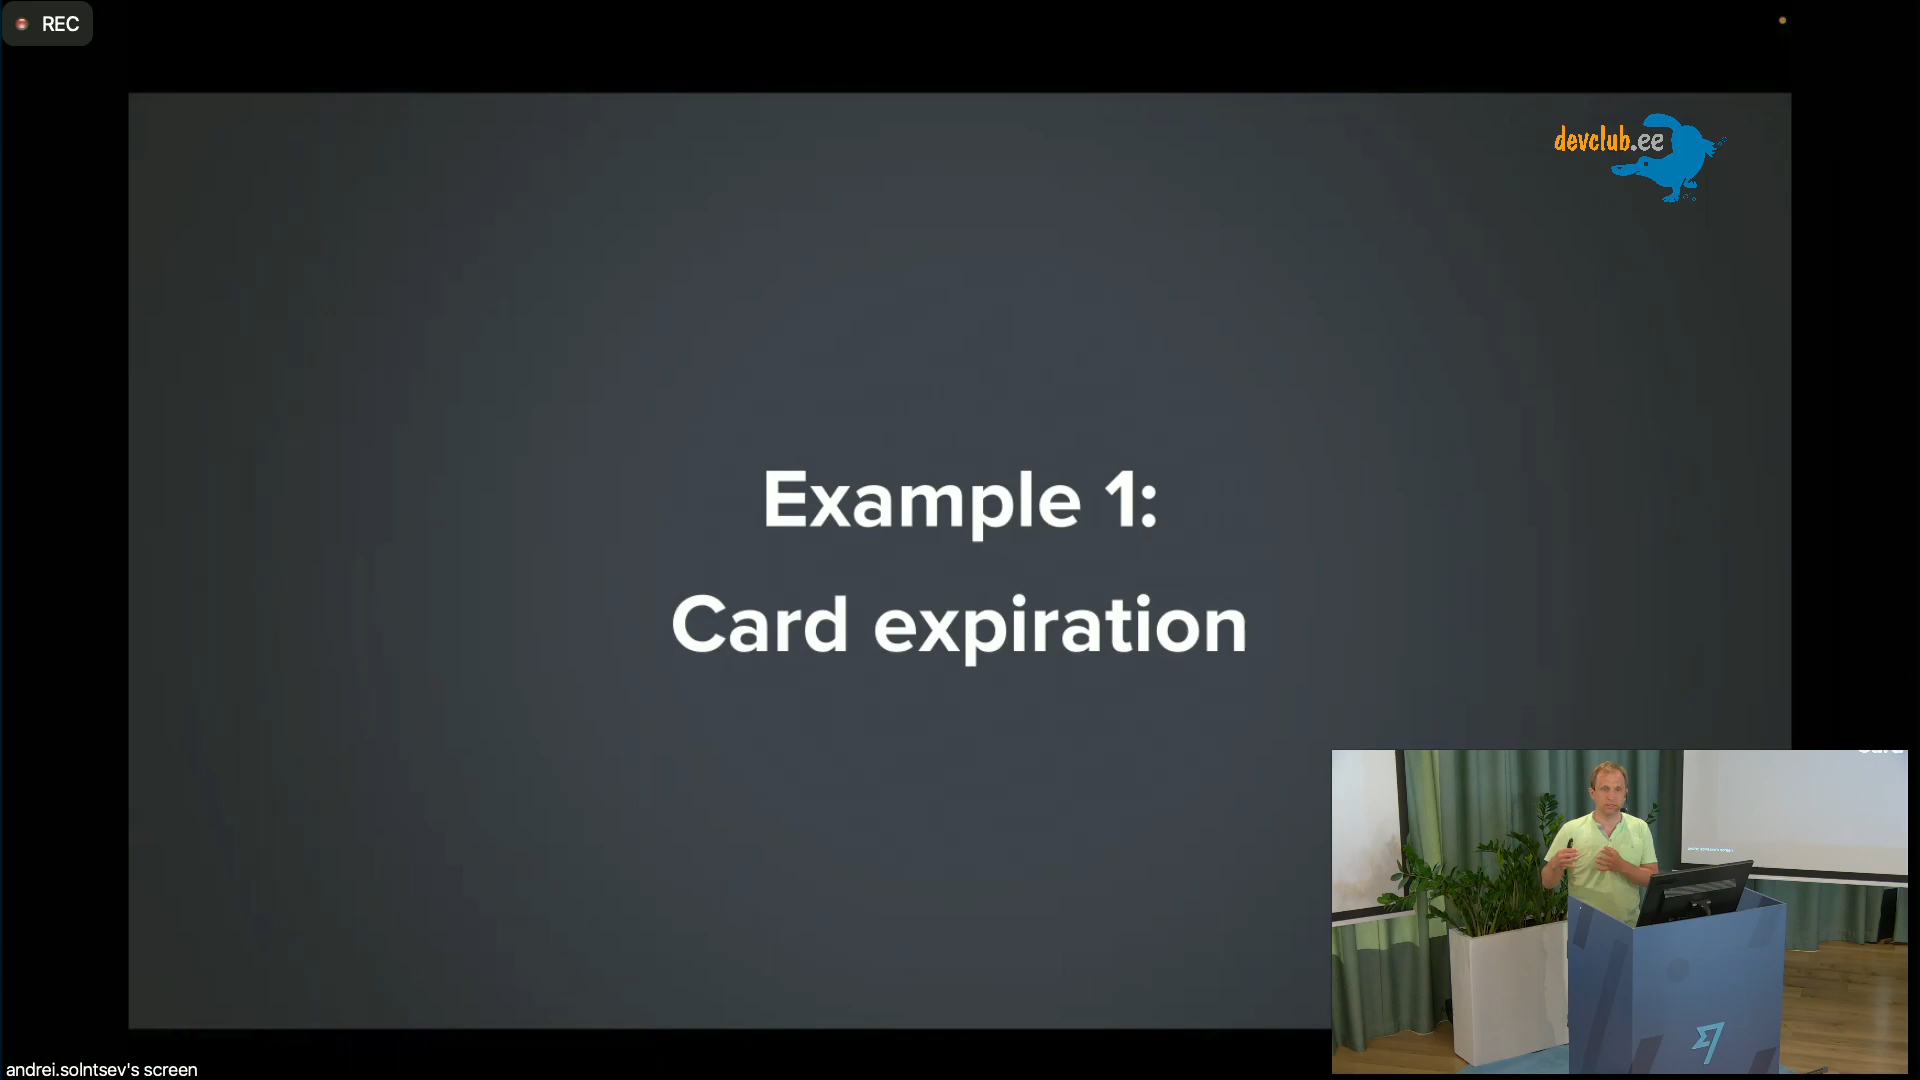 REC
devclub.ee
Example 1:
Card expiration
andrei.solntsev's screen